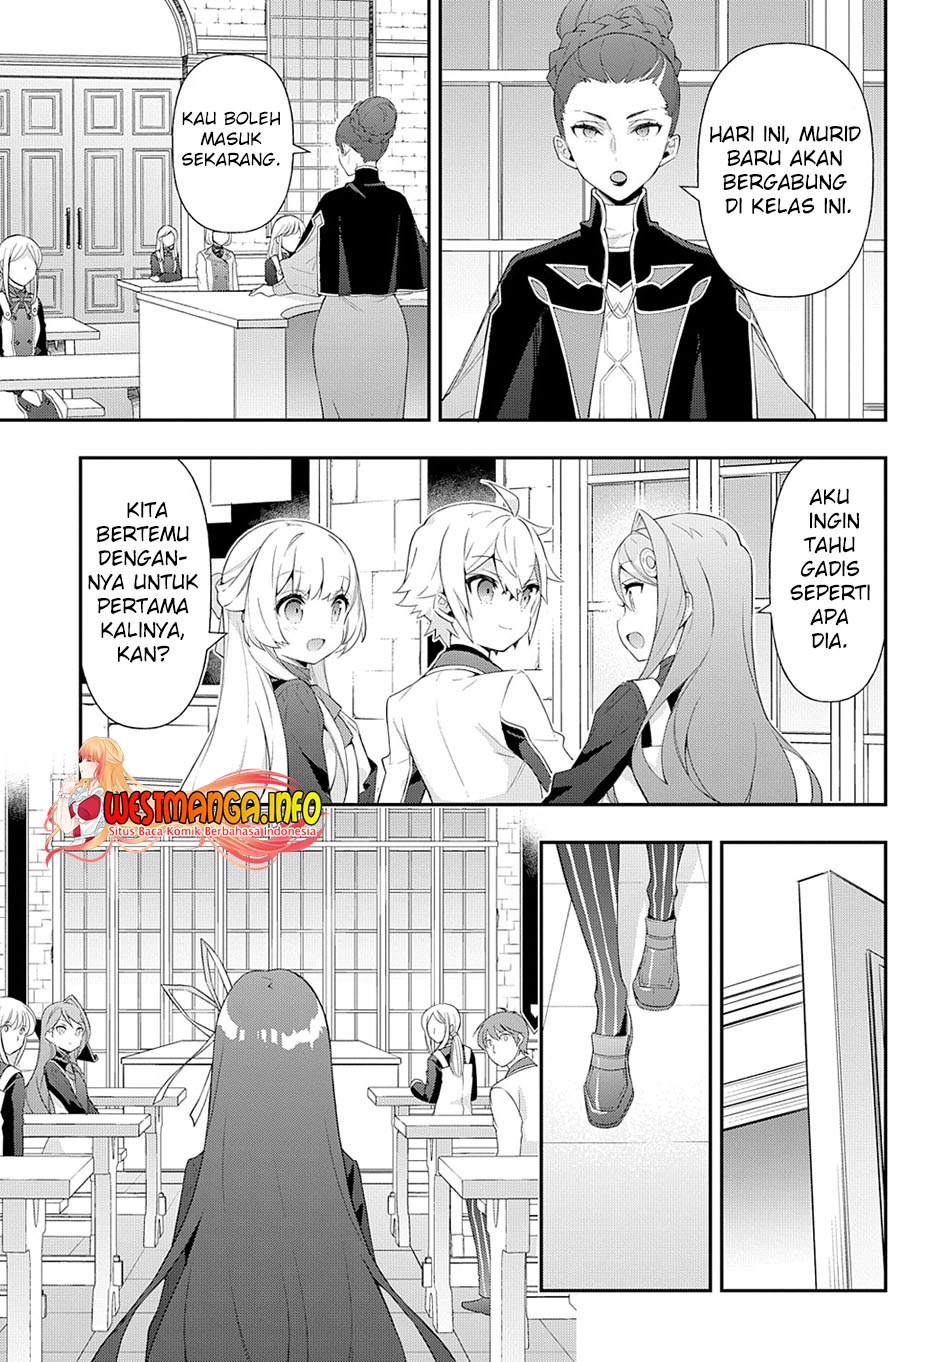 HARI INI, MURID
BARU AKAN
BERGABUNG
DI KELAS INI.
KAU BOLEH
MASUK
SEKARANG.
AKU
INGIN
TAHU
GADIS
SEPERTI
APA
DIA.
KITA
BERTEMU
DENGAN-
NYA UNTUK
PERTAMA
KALINYA,
KAN?
WESTMANGA.INFO
Situs Baca Komik Berbahasa Indonesia